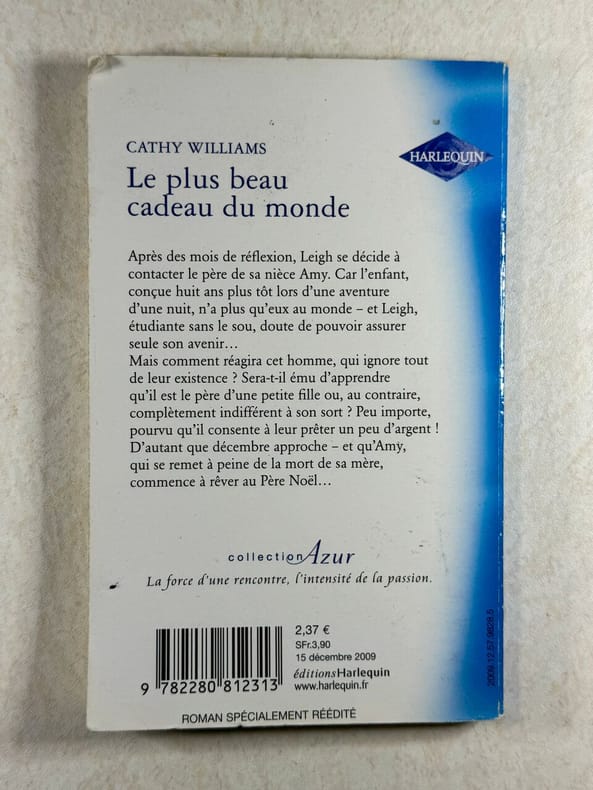 CATHY WILLIAMS
HARLEQUIN
Le plus beau
cadeau du monde
Après des mois de réflexion, Leigh se décide à
contacter le père de sa nièce Amy. Car l'enfant,
conçue huit ans plus tôt lors d'une aventure
d'une nuit, n'a plus qu'eux au monde – et Leigh,
étudiante sans le sou, doute de pouvoir assurer
seule son avenir…
Mais comment réagira cet homme, qui ignore tout
de leur existence ? Sera-t-il ému d'apprendre
qu'il est le père d'une petite fille ou, au contraire,
complètement indifférent à son sort ? Peu importe,
pourvu qu'il consente à leur prêter un peu d'argent !
D'autant que décembre approche – et qu'Amy,
qui se remet à peine de la mort de sa mère,
commence à rêver au Père Noël…
collection Azur
La force d'une rencontre, l'intensité de la passion.
2,37 €
SFr.3,90
15 décembre 2009
éditionsHarlequin
www.harlequin.fr
9 782280 812313
2009.12.57.9828.5
ROMAN SPÉCIALEMENT RÉÉDITÉ